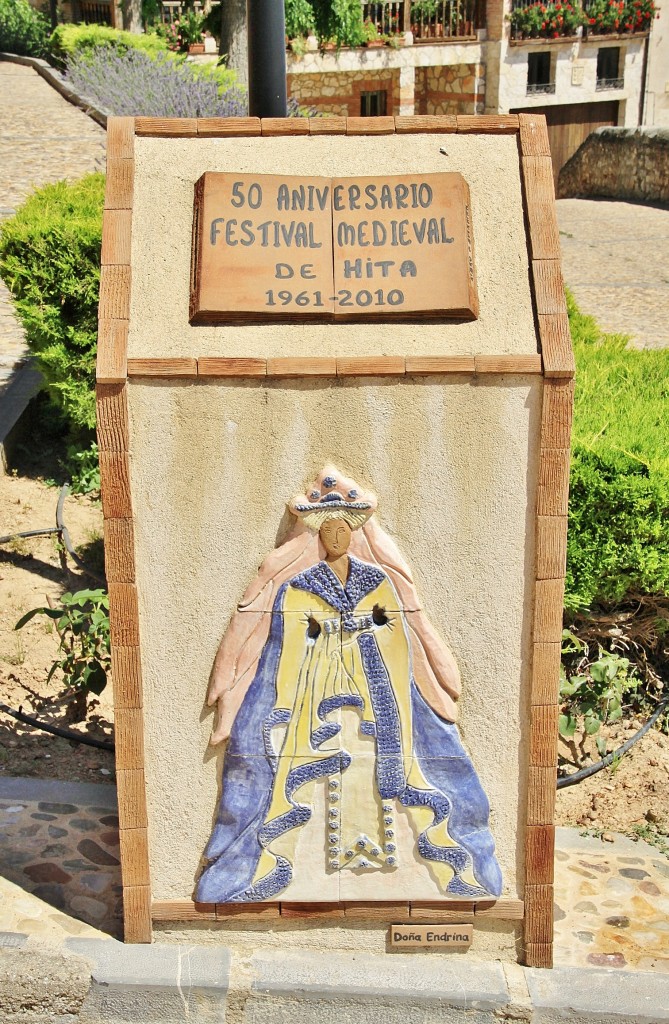 50 ANIVERSARIO
FESTIVAL MEDIEVAL
DE HITA
1961-2010
Doña Endrina